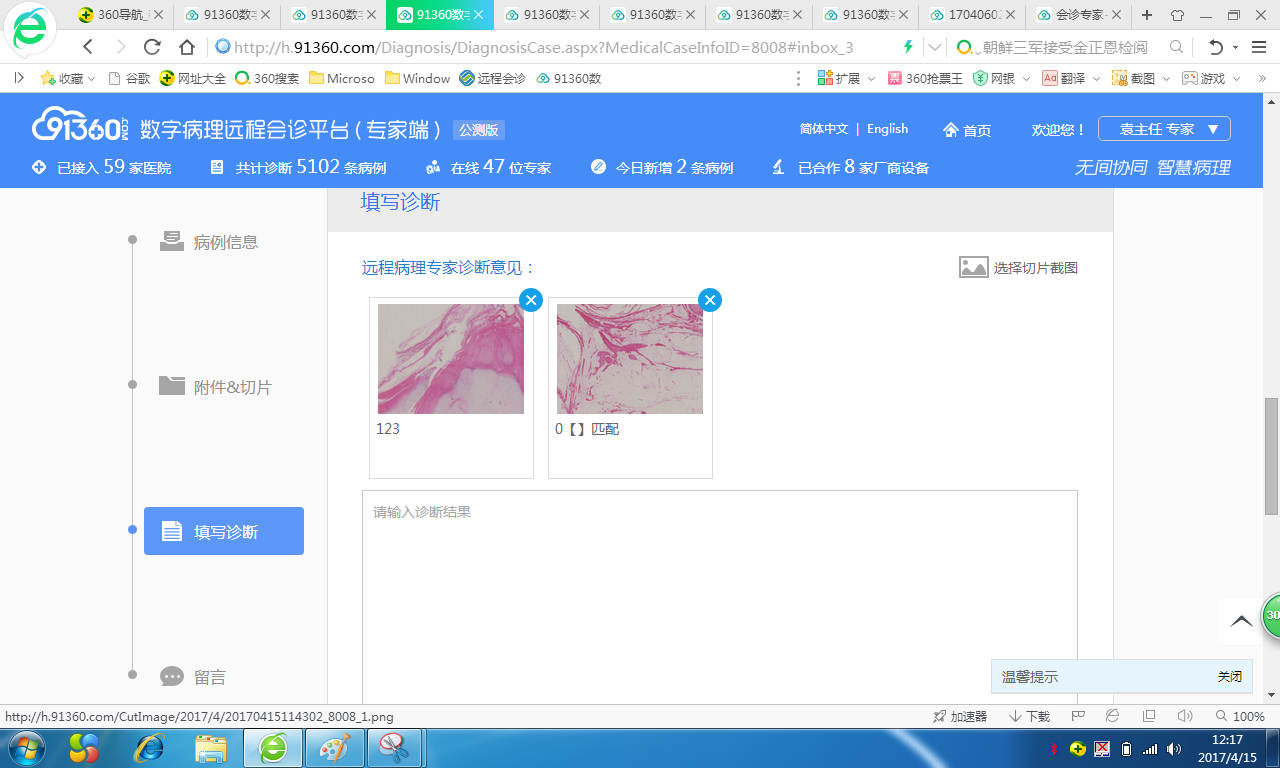 360导航_
91360数字
91360数字
91360数字
91360数字
91360数字
91360数字
91360数字
1704060
会诊专家
http://h.91360.com/Diagnosis/DiagnosisCase.aspx?MedicalCaseInfoId=8008#inbox_3
朝鲜三军接受金正恩检阅
收藏
谷歌
网址大全
360搜索
Microso
Window
远程会诊
91360数
扩展
360抢票王
网银
Aa
翻译
截图
游戏
91360.com
数字病理远程会诊平台(专家端)
公测版
简体中文 | English
首页
欢迎您！
袁主任 专家 ▼
已接入 59 家医院
共计诊断 5102 条病例
在线 47 位专家
今日新增 2 条病例
已合作 8 家厂商设备
无间协同 智慧病理
填写诊断
病例信息
远程病理专家诊断意见：
选择切片截图
附件&切片
123
0【】匹配
请输入诊断结果
填写诊断
30
留言
温馨提示
关闭
http://h.91360.com/CutImage/2017/4/20170415114302_8008_1.png
加速器
下载
100%
12:17
2017/4/15